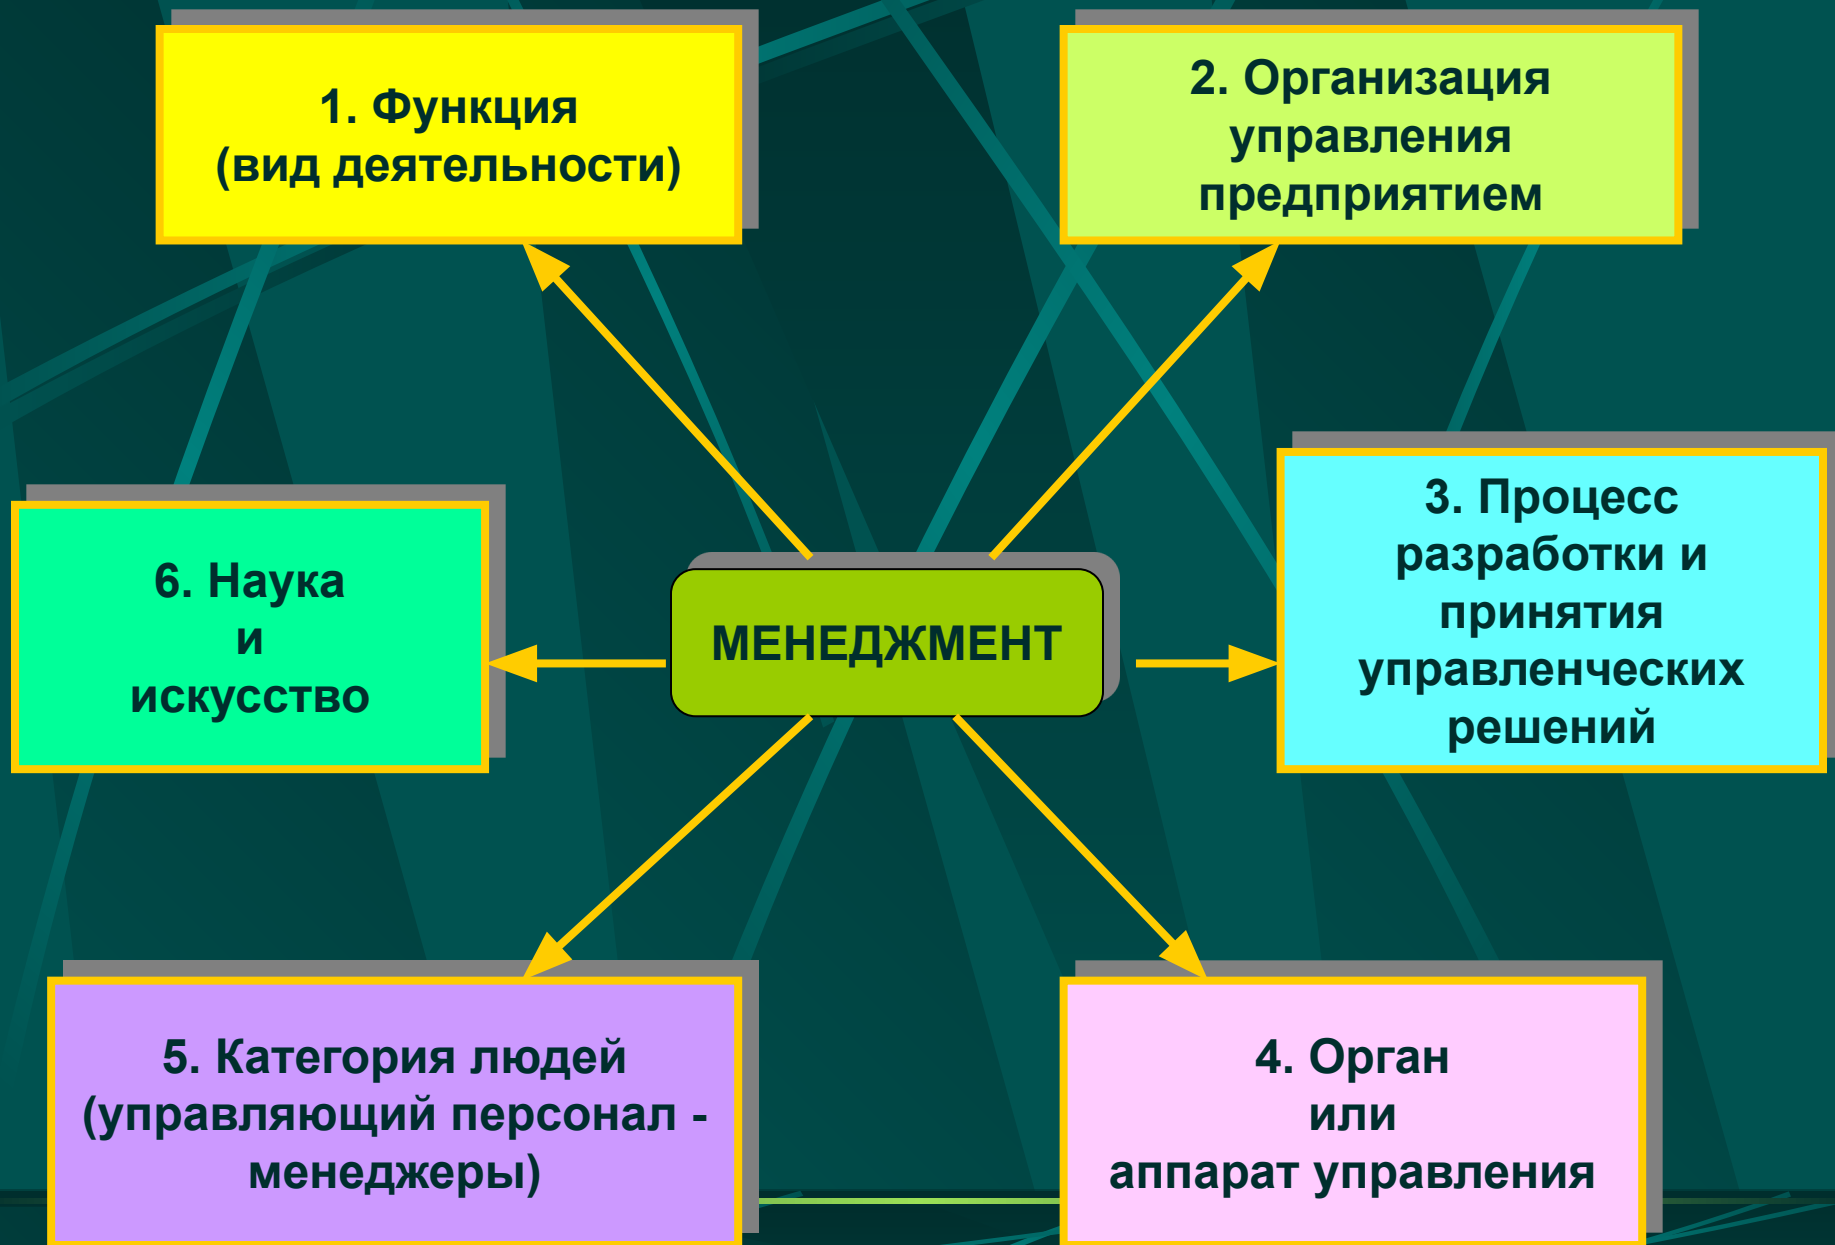 1. Функция
(вид деятельности)
2. Организация
управления
предприятием
3. Процесс
разработки и
принятия
управленческих
решений
6. Наука
и
искусство
МЕНЕДЖМЕНТ
5. Категория людей
(управляющий персонал -
менеджеры)
4. Орган
или
аппарат управления